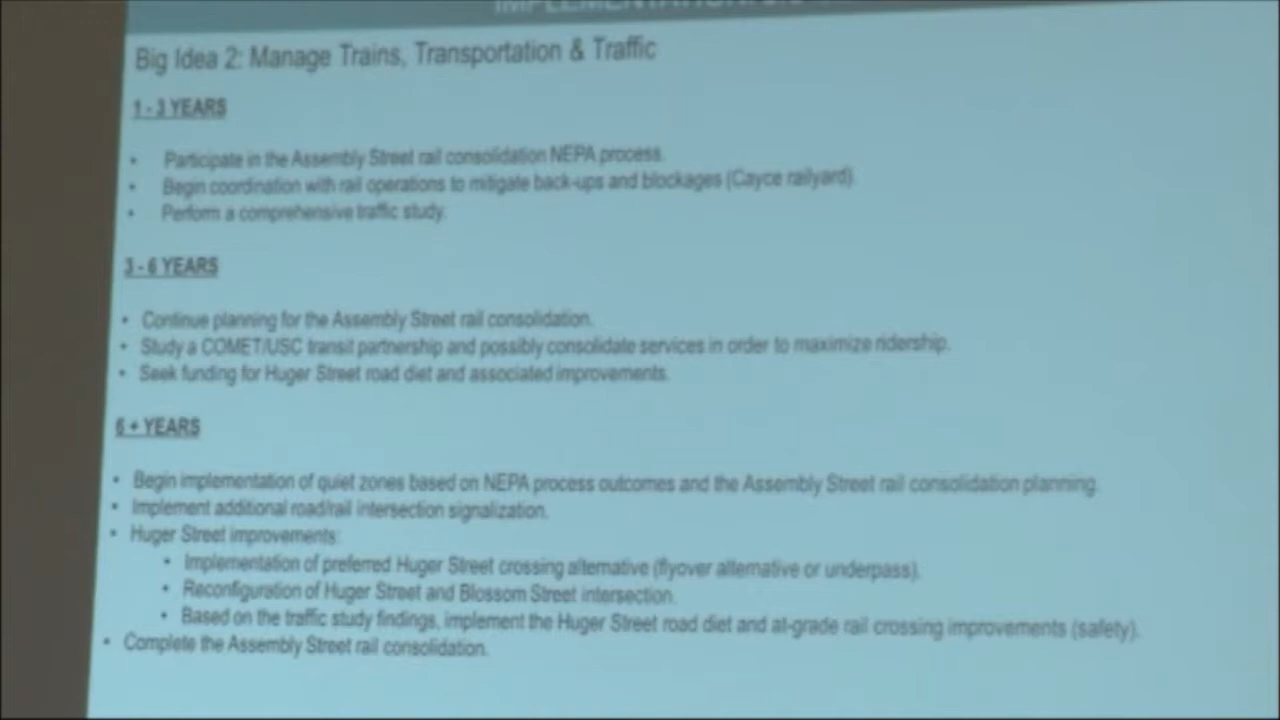 Big Idea 2: Manage Trains, Transportation & Traffic
1 - 3 YEARS
• Participate in the Assembly Street rail consolidation NEPA process.
• Begin coordination with rail operations to mitigate back-ups and blockages (Cayce railyard).
• Perform a comprehensive traffic study.
3 - 6 YEARS
• Continue planning for the Assembly Street rail consolidation.
• Study a COMET/USC transit partnership and possibly consolidate services in order to maximize ridership.
• Seek funding for Huger Street road diet and associated improvements.
6 + YEARS
• Begin implementation of quiet zones based on NEPA process outcomes and the Assembly Street rail consolidation planning.
• Implement additional road/rail intersection signalization.
• Huger Street improvements:
• Implementation of preferred Huger Street crossing alternative (flyover alternative or underpass).
• Reconfiguration of Huger Street and Blossom Street intersection.
• Based on the traffic study findings, implement the Huger Street road diet and at-grade rail crossing improvements (safety).
• Complete the Assembly Street rail consolidation.